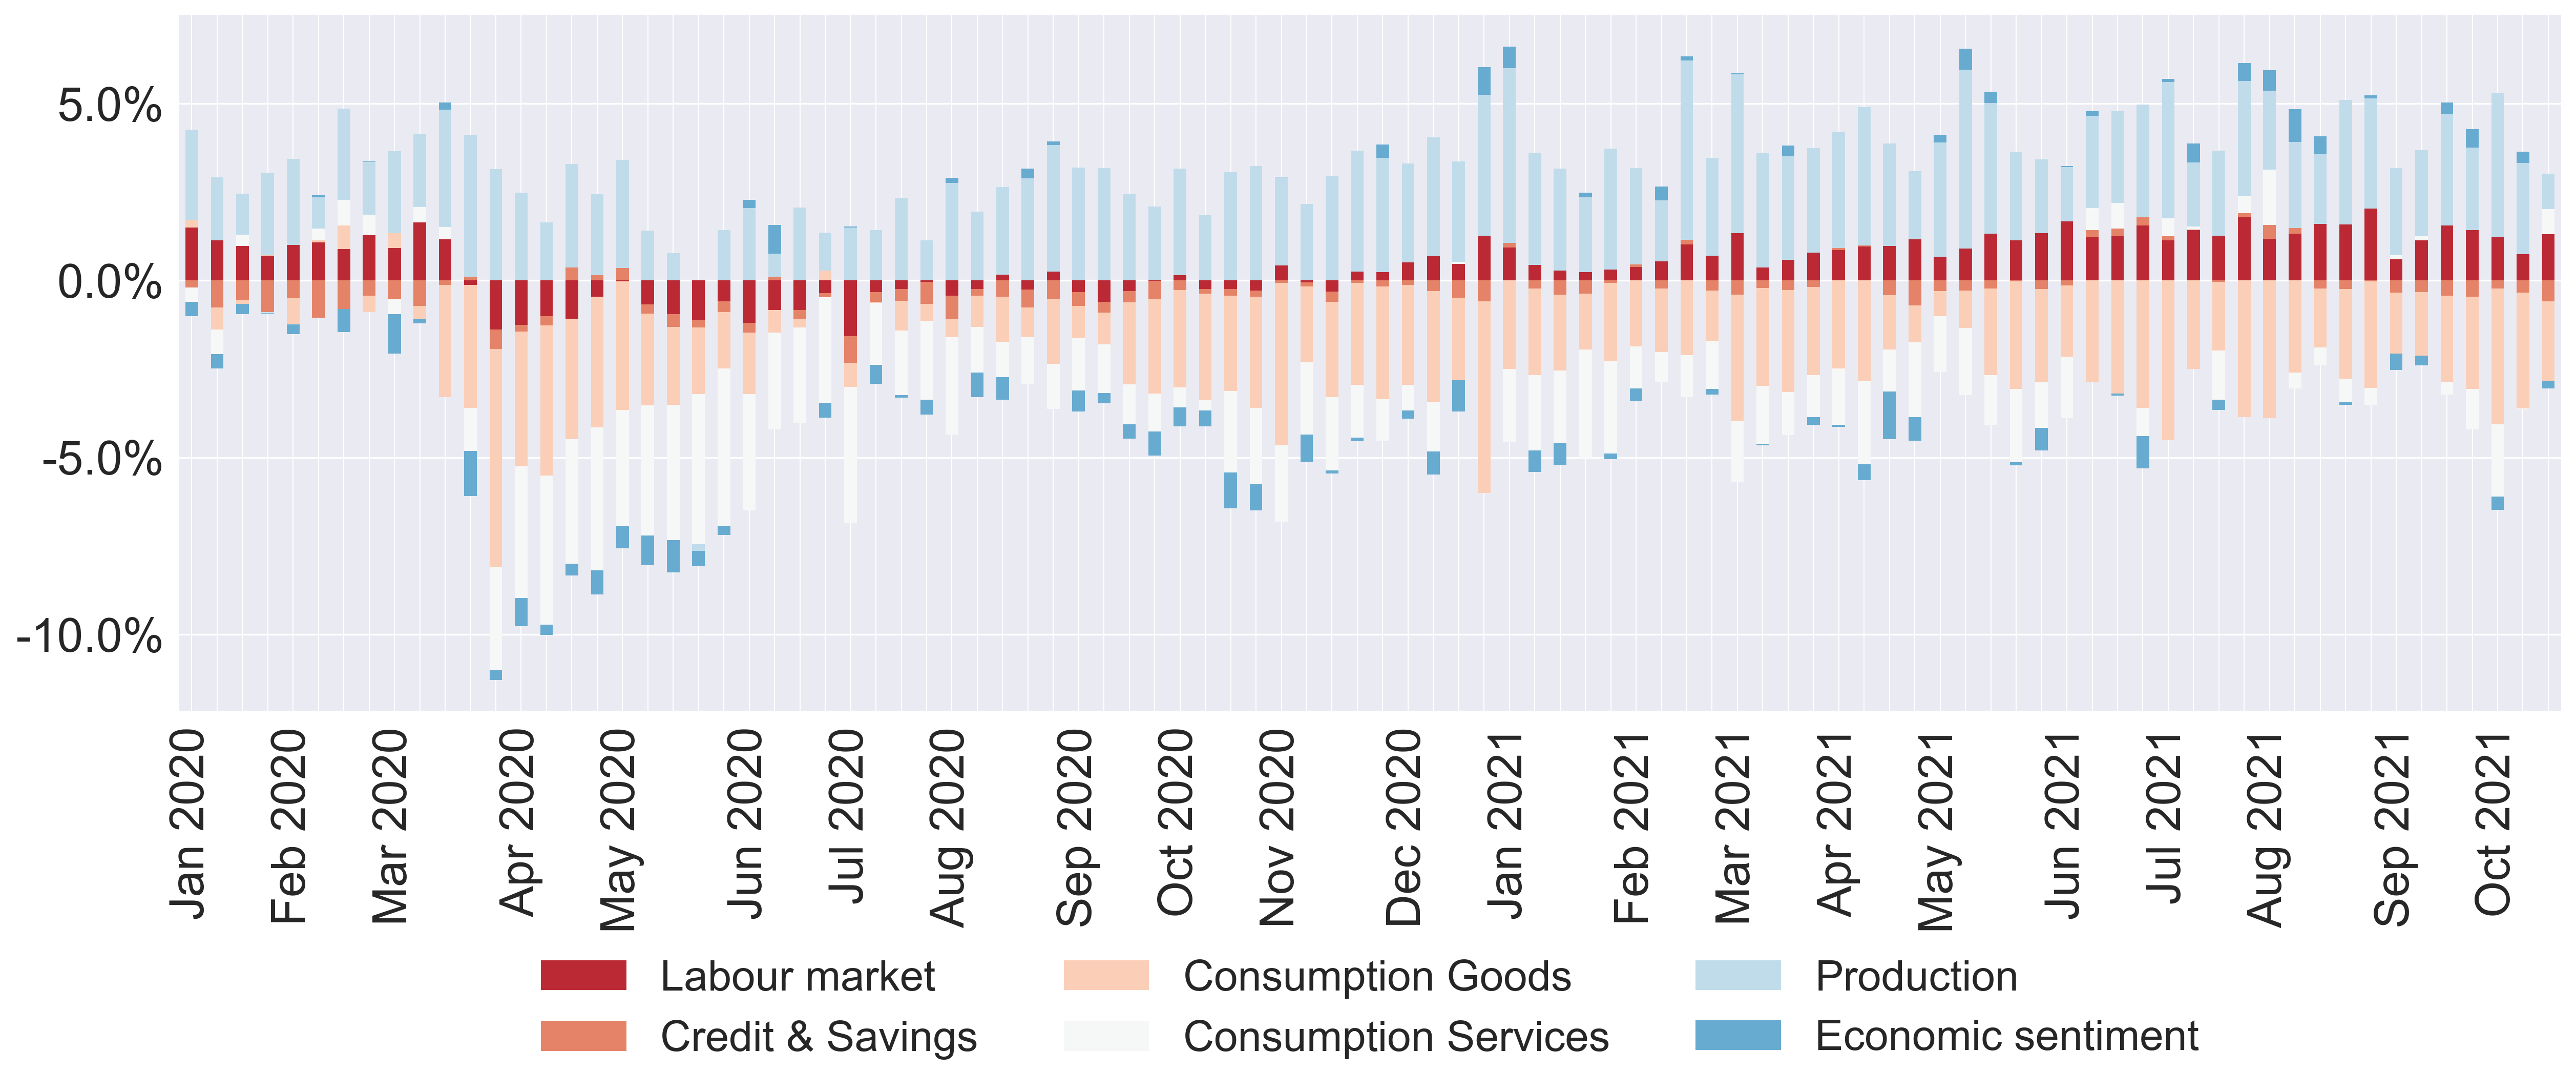 5.0%
0.0%
-5.0%
-10.0%
Jan 2020
Feb 2020
Mar 2020
Apr 2020
May 2020
Jun 2020
Jul 2020
Aug 2020
Sep 2020
Oct 2020
Nov 2020
Dec 2020
Jan 2021
Feb 2021
Mar 2021
Apr 2021
May 2021
Jun 2021
Jul 2021
Aug 2021
Sep 2021
Oct 2021
Labour market
Consumption Goods
Production
Credit & Savings
Consumption Services
Economic sentiment